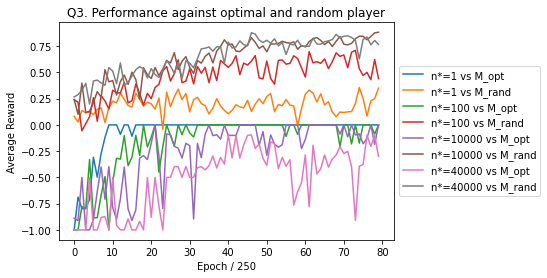 Q3. Performance against optimal and random player
Average Reward
0.75
0.50
0.25
0.00
−0.25
−0.50
−0.75
−1.00
0 10 20 30 40 50 60 70 80
Epoch / 250
n*=1 vs M_opt
n*=1 vs M_rand
n*=100 vs M_opt
n*=100 vs M_rand
n*=10000 vs M_opt
n*=10000 vs M_rand
n*=40000 vs M_opt
n*=40000 vs M_rand